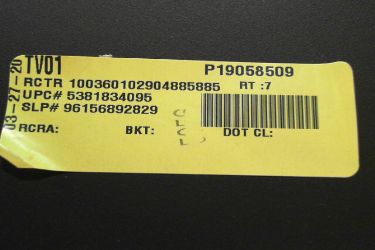 TV01 P19058509
RCTR 100360102904885885 RT :7
UPC# 5381834095
SLP# 96156892829
RCRA: BKT: DOT CL:
03-27-20